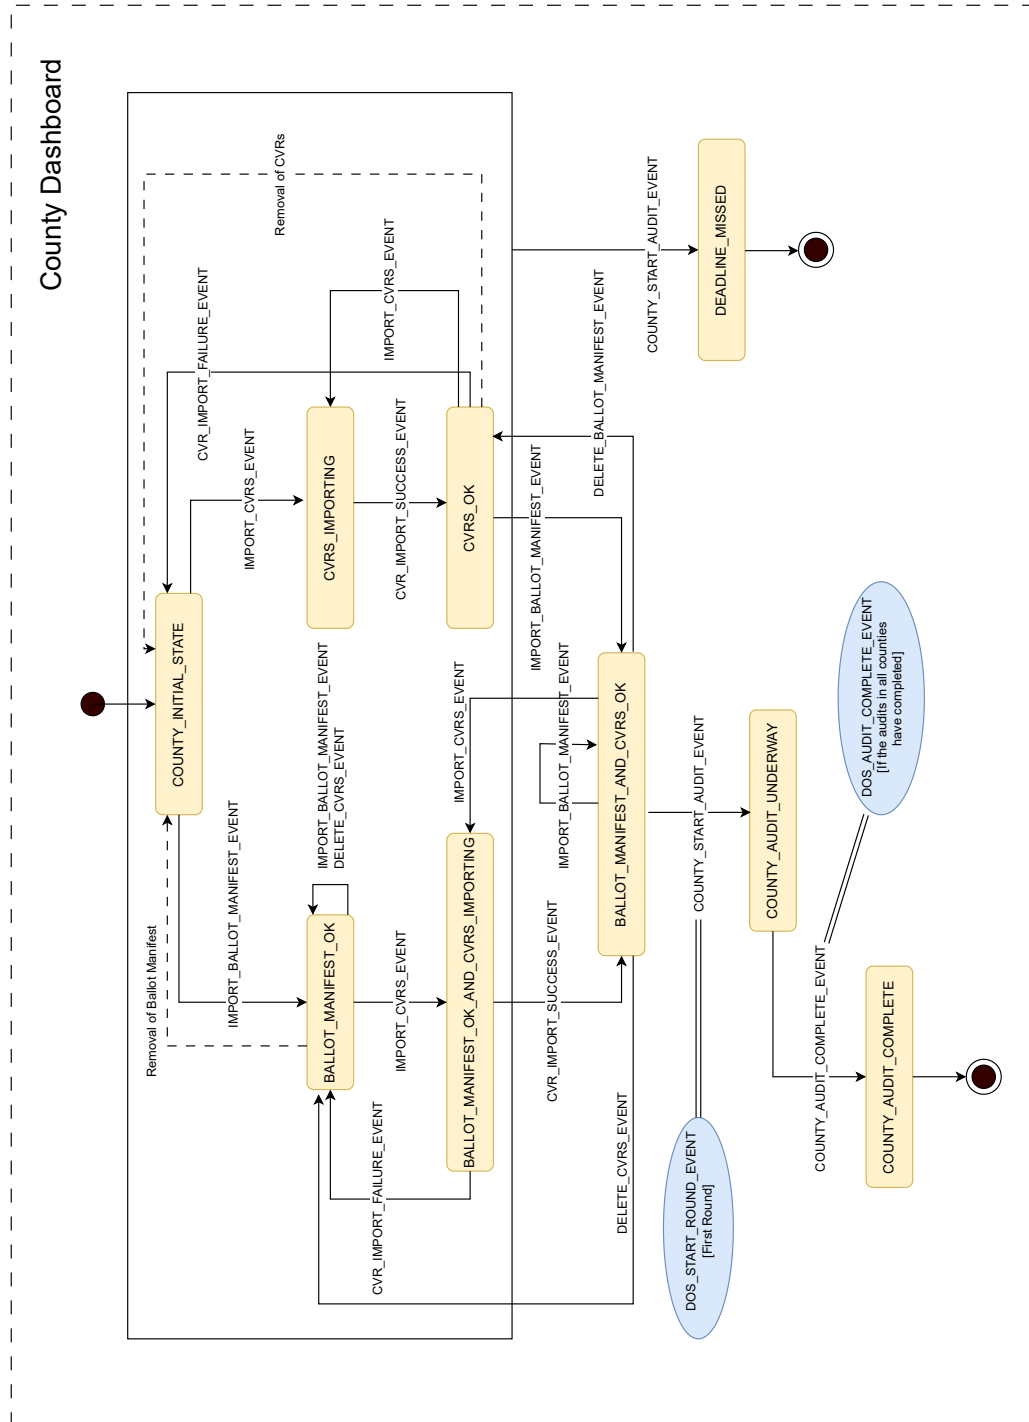 County Dashboard
Removal of CVRs
CVR_IMPORT_FAILURE_EVENT
IMPORT_CVRS_EVENT
IMPORT_CVRS_EVENT
COUNTY_INITIAL_STATE
CVRS_IMPORTING
CVR_IMPORT_SUCCESS_EVENT
CVRS_OK
COUNTY_START_AUDIT_EVENT
DEADLINE_MISSED
DELETE_BALLOT_MANIFEST_EVENT
IMPORT_BALLOT_MANIFEST_EVENT
Removal of Ballot Manifest
IMPORT_BALLOT_MANIFEST_EVENT
IMPORT_BALLOT_MANIFEST_EVENT
DELETE_CVRS_EVENT
BALLOT_MANIFEST_OK
IMPORT_CVRS_EVENT
IMPORT_CVRS_EVENT
IMPORT_BALLOT_MANIFEST_EVENT
BALLOT_MANIFEST_OK_AND_CVRS_IMPORTING
BALLOT_MANIFEST_AND_CVRS_OK
CVR_IMPORT_FAILURE_EVENT
CVR_IMPORT_SUCCESS_EVENT
DELETE_CVRS_EVENT
COUNTY_START_AUDIT_EVENT
DOS_START_ROUND_EVENT
[First Round]
COUNTY_AUDIT_UNDERWAY
DOS_AUDIT_COMPLETE_EVENT
[If the audits in all counties
have completed]
COUNTY_AUDIT_COMPLETE_EVENT
COUNTY_AUDIT_COMPLETE